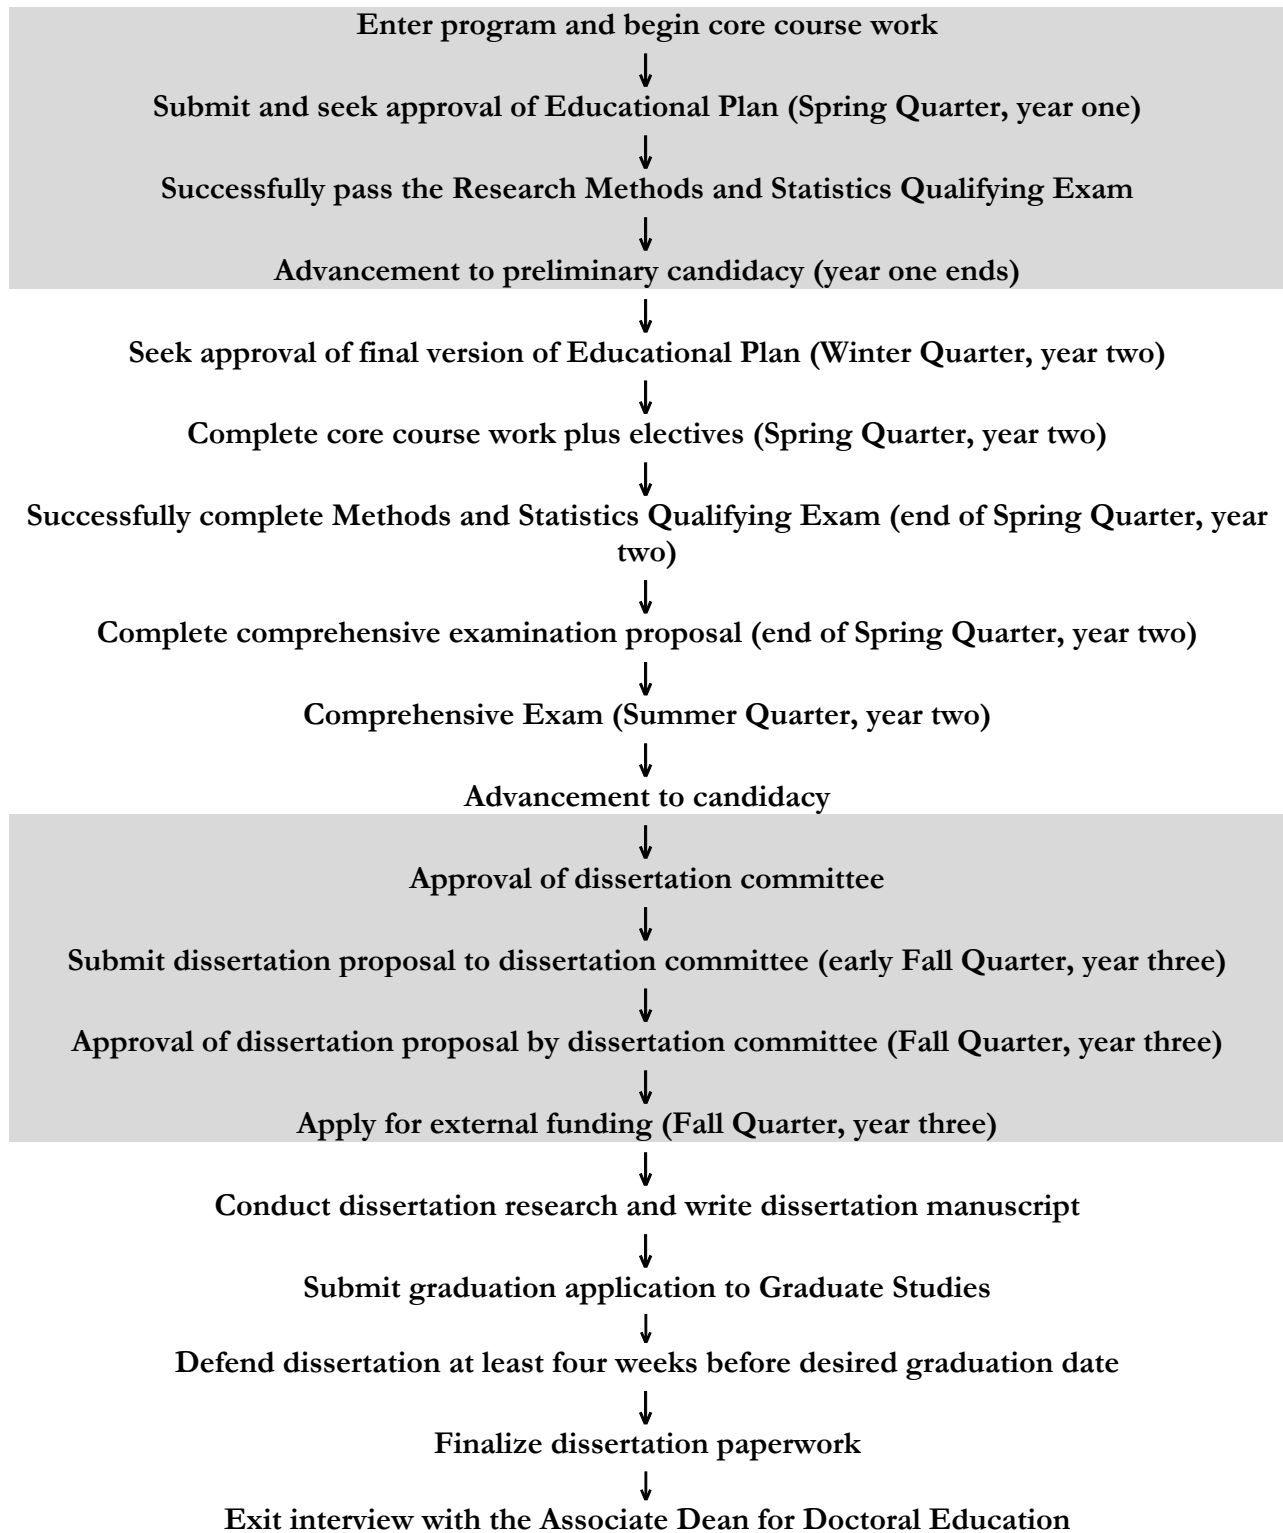 Enter program and begin core course work
Submit and seek approval of Educational Plan (Spring Quarter, year one)
Successfully pass the Research Methods and Statistics Qualifying Exam
Advancement to preliminary candidacy (year one ends)
Seek approval of final version of Educational Plan (Winter Quarter, year two)
Complete core course work plus electives (Spring Quarter, year two)
Successfully complete Methods and Statistics Qualifying Exam (end of Spring Quarter, year
two)
Complete comprehensive examination proposal (end of Spring Quarter, year two)
Comprehensive Exam (Summer Quarter, year two)
Advancement to candidacy
Approval of dissertation committee
Submit dissertation proposal to dissertation committee (early Fall Quarter, year three)
Approval of dissertation proposal by dissertation committee (Fall Quarter, year three)
Apply for external funding (Fall Quarter, year three)
Conduct dissertation research and write dissertation manuscript
Submit graduation application to Graduate Studies
Defend dissertation at least four weeks before desired graduation date
Finalize dissertation paperwork
Exit interview with the Associate Dean for Doctoral Education